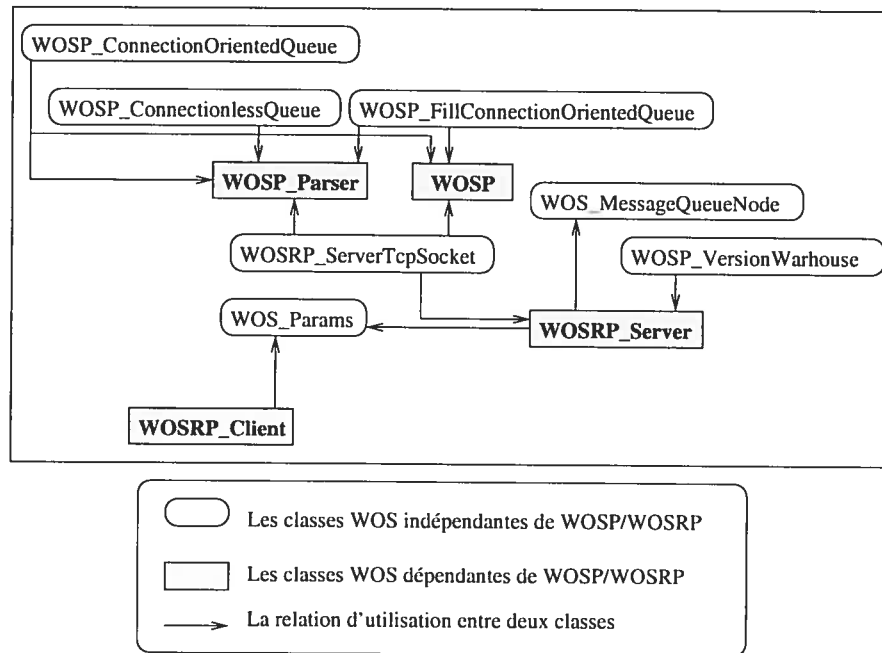 WOSP_ConnectionOrientedQueue
WOSP_ConnectionlessQueue
WOSP_FillConnectionOrientedQueue
WOSP_Parser
WOSP
WOS_MessageQueueNode
WOSRP_ServerTcpSocket
WOSP_VersionWarhouse
WOS_Params
WOSRP_Server
WOSRP_Client
Les classes WOS indépendantes de WOSP/WOSRP
Les classes WOS dépendantes de WOSP/WOSRP
La relation d'utilisation entre deux classes